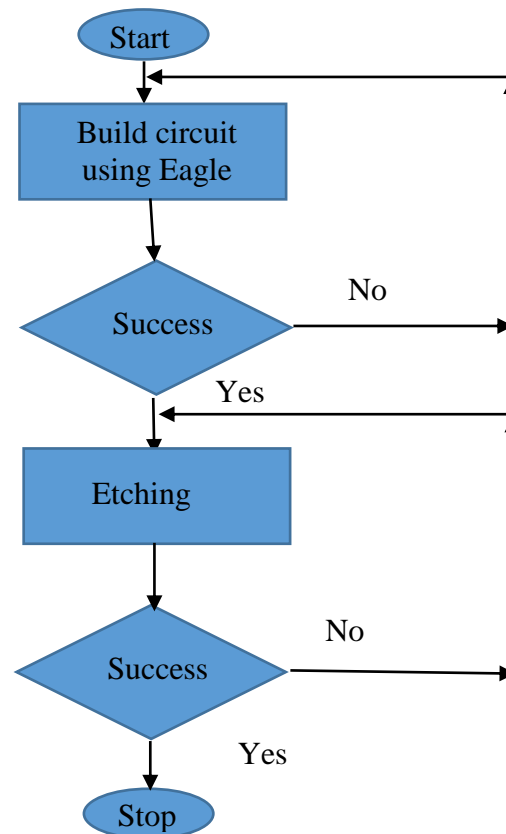 Start
Build circuit
using Eagle
No
Success
Yes
Etching
No
Success
Yes
Stop